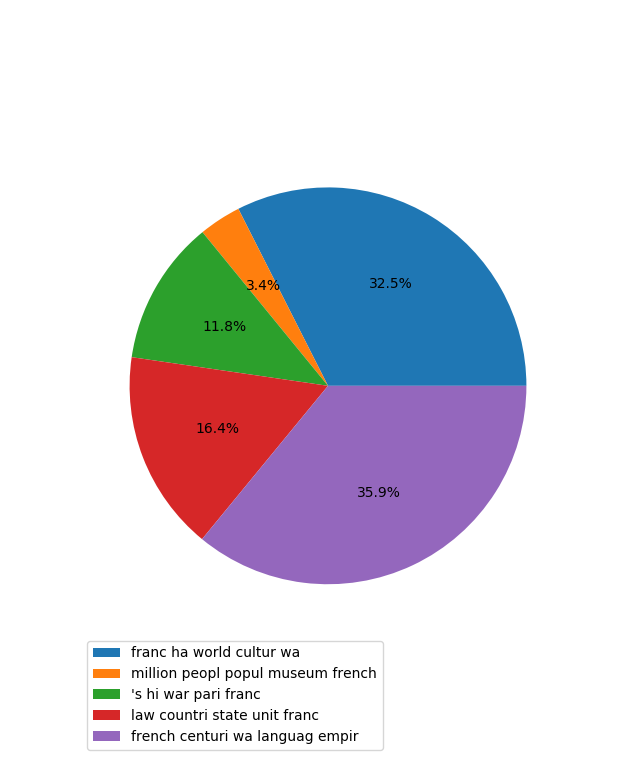 32.5%
3.4%
11.8%
16.4%
35.9%
franc ha world cultur wa
million peopl popul museum french
's hi war pari franc
law countri state unit franc
french centuri wa languag empir